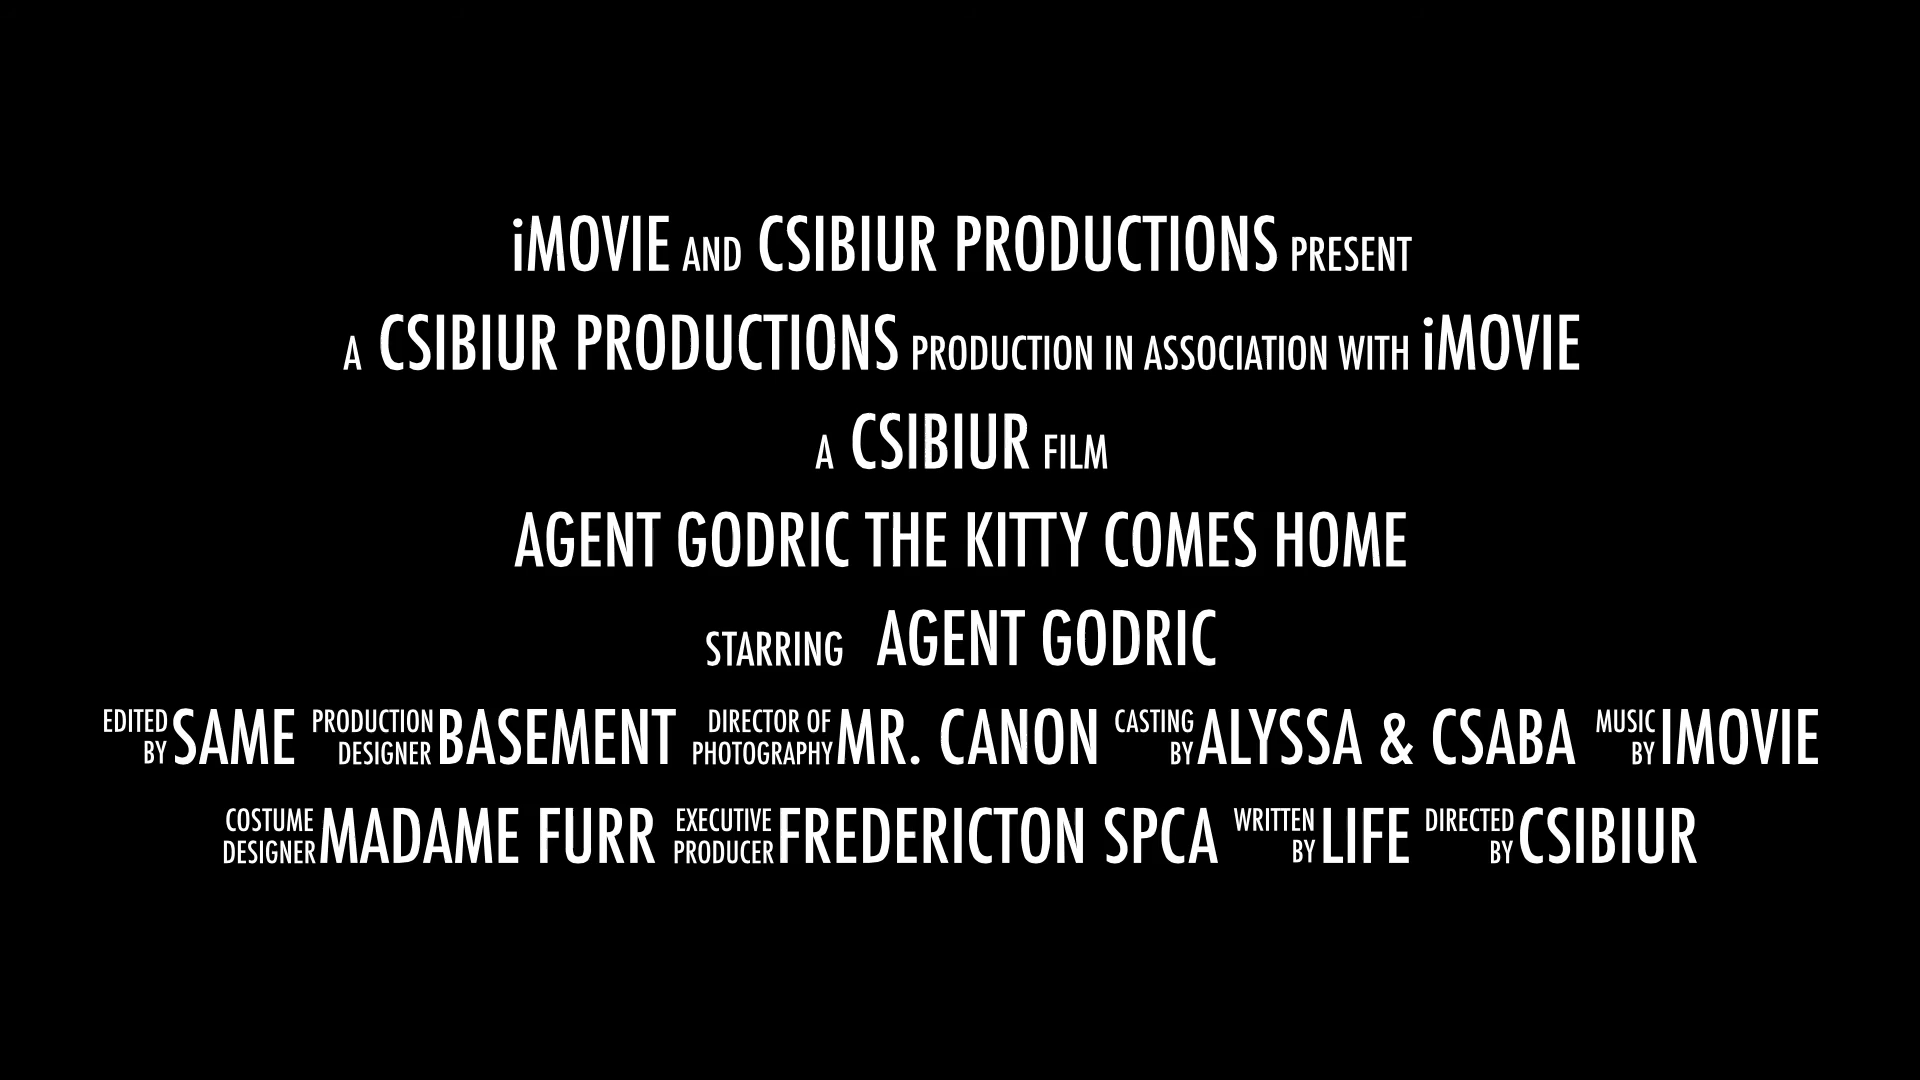 iMOVIE AND CSIBIUR PRODUCTIONS PRESENT
A CSIBIUR PRODUCTIONS PRODUCTION IN ASSOCIATION WITH iMOVIE
A CSIBIUR FILM
AGENT GODRIC THE KITTY COMES HOME
STARRING AGENT GODRIC
EDITED BY SAME PRODUCTION DESIGNER BASEMENT DIRECTOR OF PHOTOGRAPHY MR. CANON CASTING BY ALYSSA & CSABA MUSIC BY IMOVIE
COSTUME DESIGNER MADAME FURR EXECUTIVE PRODUCER FREDERICTON SPCA WRITTEN BY LIFE DIRECTED BY CSIBIUR